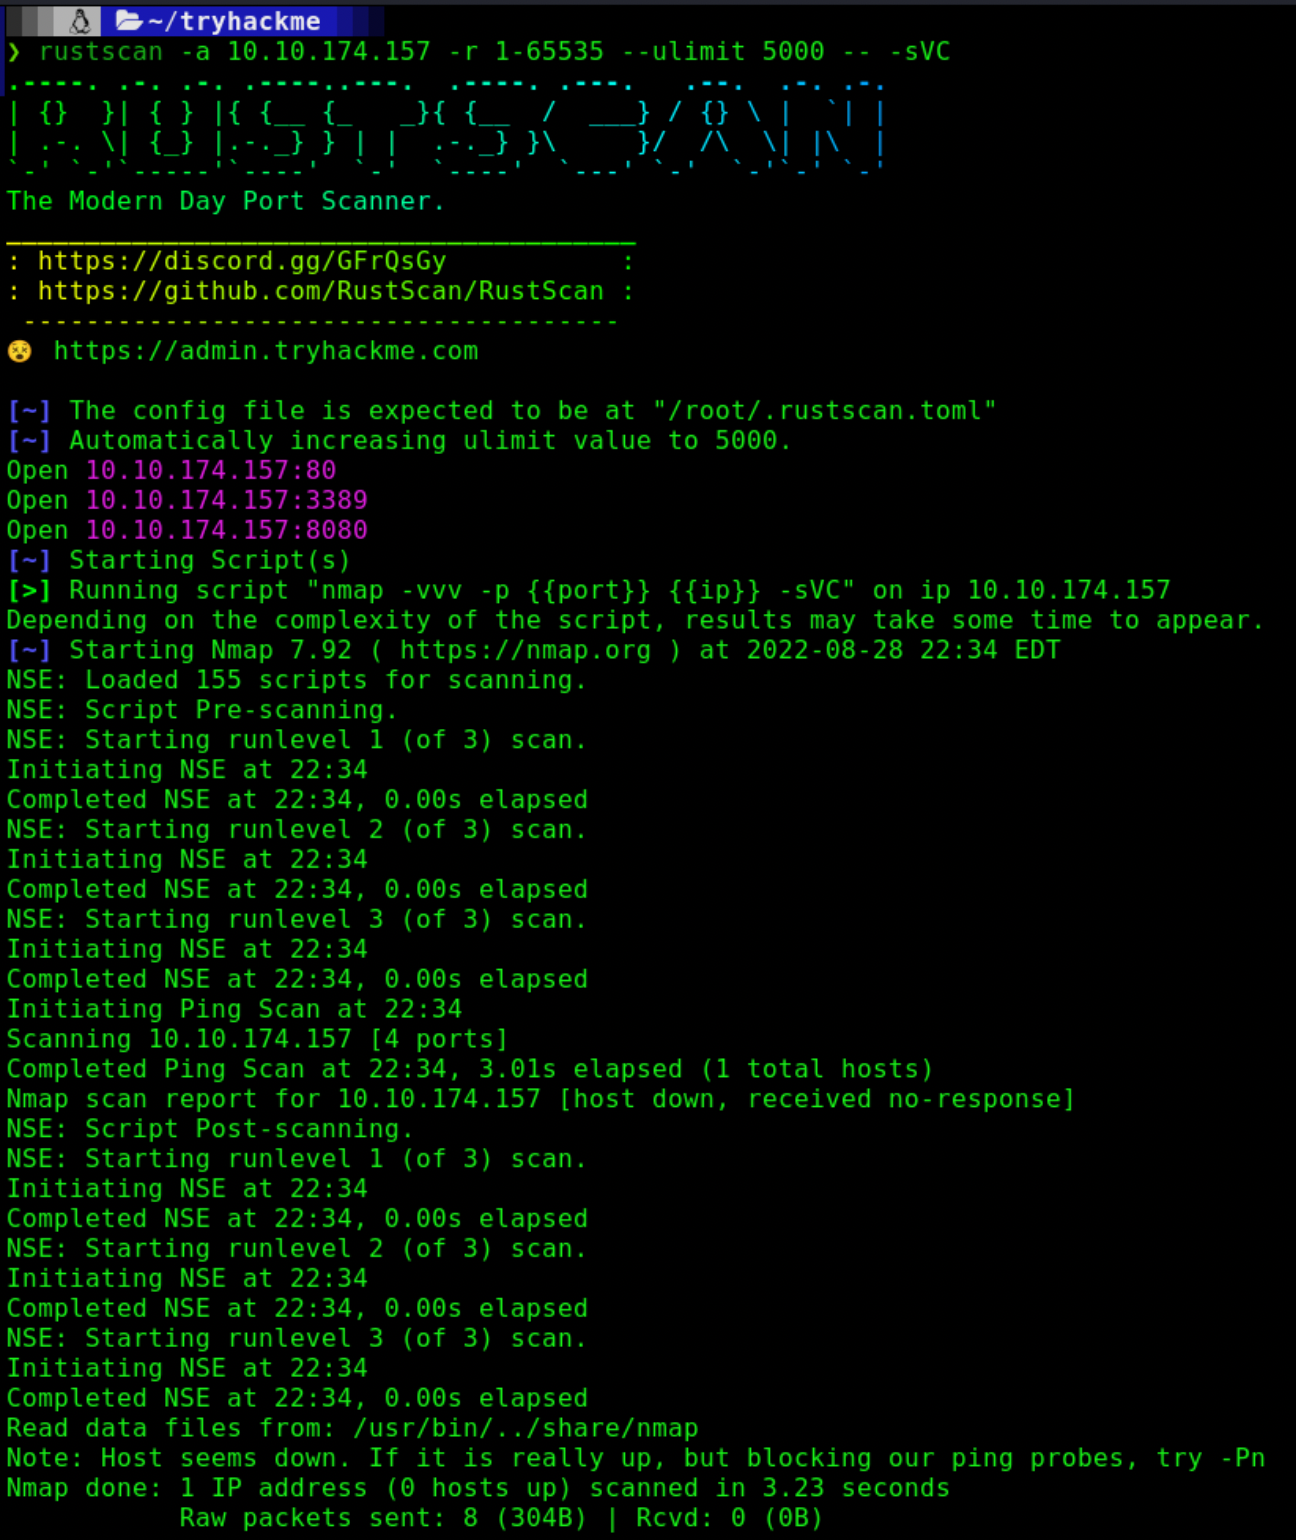 ~/tryhackme
❯ rustscan -a 10.10.174.157 -r 1-65535 --ulimit 5000 -- -sVC
.----. .-. .-. .----..---.  .----. .---.   .--.  .-. .-.
| {}  }| { } |{ {__ {_   _}{ {__  /  ___} / {} \ |  `| |
| .-. \| {_} |.-._} } | |  .-._} }\     }/  /\  \| |\  |
`-' `-'`-----'`----'  `-'  `----'  `---' `-'  `-'`-' `-'
The Modern Day Port Scanner.
________________________________________
: https://discord.gg/GFrQsGy           :
: https://github.com/RustScan/RustScan :
 --------------------------------------
😵 https://admin.tryhackme.com
[~] The config file is expected to be at "/root/.rustscan.toml"
[~] Automatically increasing ulimit value to 5000.
Open 10.10.174.157:80
Open 10.10.174.157:3389
Open 10.10.174.157:8080
[~] Starting Script(s)
[>] Running script "nmap -vvv -p {{port}} {{ip}} -sVC" on ip 10.10.174.157
Depending on the complexity of the script, results may take some time to appear.
[~] Starting Nmap 7.92 ( https://nmap.org ) at 2022-08-28 22:34 EDT
NSE: Loaded 155 scripts for scanning.
NSE: Script Pre-scanning.
NSE: Starting runlevel 1 (of 3) scan.
Initiating NSE at 22:34
Completed NSE at 22:34, 0.00s elapsed
NSE: Starting runlevel 2 (of 3) scan.
Initiating NSE at 22:34
Completed NSE at 22:34, 0.00s elapsed
NSE: Starting runlevel 3 (of 3) scan.
Initiating NSE at 22:34
Completed NSE at 22:34, 0.00s elapsed
Initiating Ping Scan at 22:34
Scanning 10.10.174.157 [4 ports]
Completed Ping Scan at 22:34, 3.01s elapsed (1 total hosts)
Nmap scan report for 10.10.174.157 [host down, received no-response]
NSE: Script Post-scanning.
NSE: Starting runlevel 1 (of 3) scan.
Initiating NSE at 22:34
Completed NSE at 22:34, 0.00s elapsed
NSE: Starting runlevel 2 (of 3) scan.
Initiating NSE at 22:34
Completed NSE at 22:34, 0.00s elapsed
NSE: Starting runlevel 3 (of 3) scan.
Initiating NSE at 22:34
Completed NSE at 22:34, 0.00s elapsed
Read data files from: /usr/bin/../share/nmap
Note: Host seems down. If it is really up, but blocking our ping probes, try -Pn
Nmap done: 1 IP address (0 hosts up) scanned in 3.23 seconds
           Raw packets sent: 8 (304B) | Rcvd: 0 (0B)